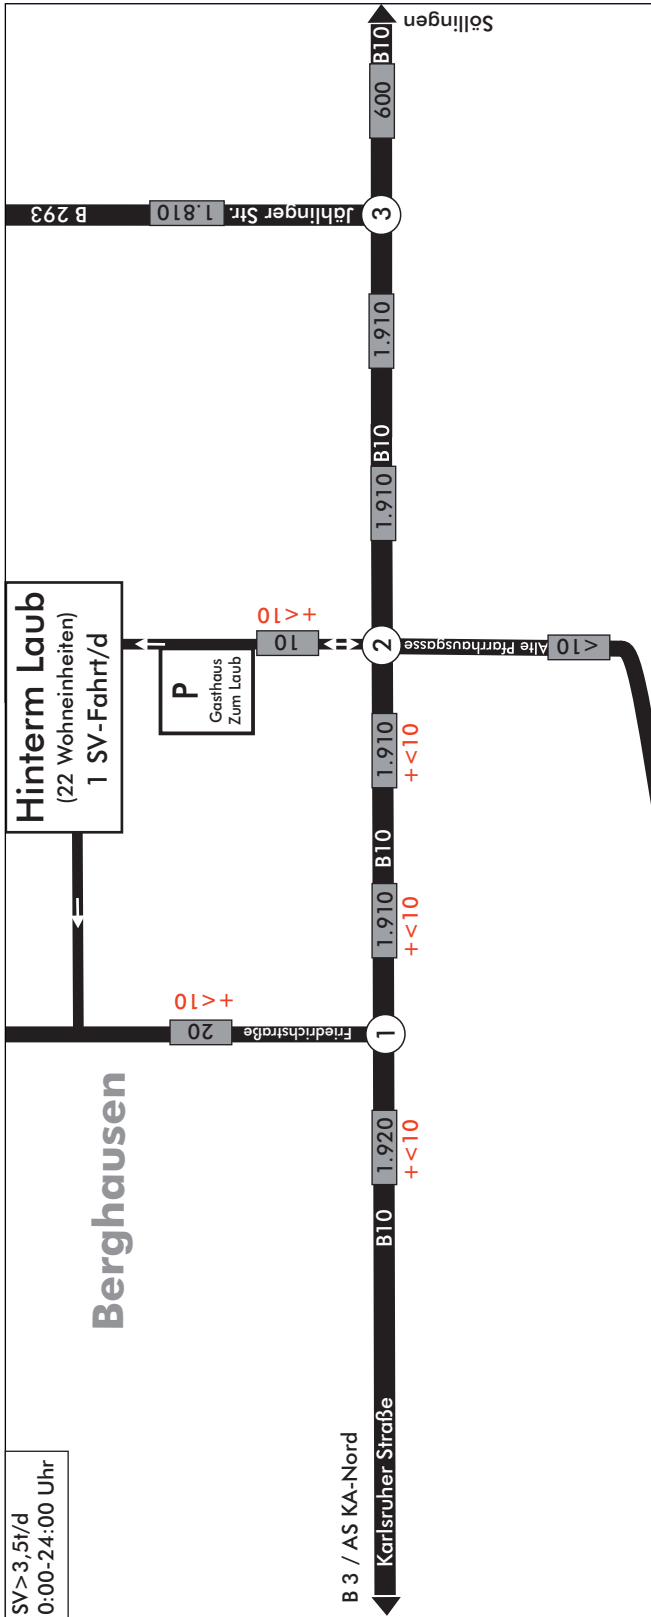 SV>3,5t/d
0:00-24:00 Uhr
Berghausen
Hinterm Laub
(22 Wohneinheiten)
1 SV-Fahrt/d
P
Gasthaus
Zum Laub
B 293
1.810
Jählinger Str.
20
+<10
Friedrichstraße
10
+<10
B 3 / AS KA-Nord
Karlsruher Straße
B10
1.920
+<10
1
1.910
+<10
B10
1.910
+<10
2
1.910
B10
1.910
3
600
B10
Söllingen
Alte Pfarrhausgasse
<10